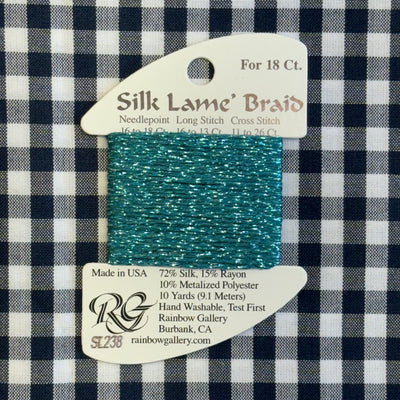 For 18 Ct.
Silk Lame' Braid
Needlepoint Long Stitch Cross Stitch
16 to 18 Ct. 16 to 13 Ct. 11 to 26 Ct.
Made in USA 72% Silk, 15% Rayon
10% Metalized Polyester
10 Yards (9.1 Meters)
RG Hand Washable, Test First
Rainbow Gallery
Burbank, CA
SL238 rainbowgallery.com